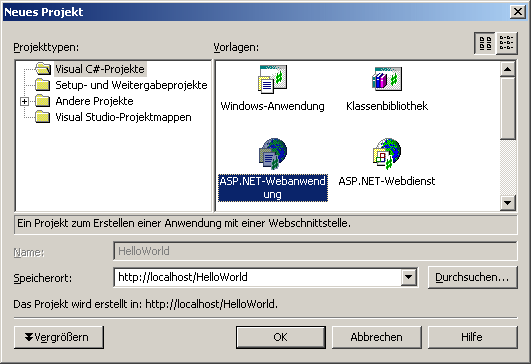 Neues Projekt
Projekttypen:
Vorlagen:
Visual C#-Projekte
Setup- und Weitergabeprojekte
Andere Projekte
Visual Studio-Projektmappen
Windows-Anwendung
Klassenbibliothek
ASP.NET-Webanwend
ung
ASP.NET-Webdienst
Ein Projekt zum Erstellen einer Anwendung mit einer Webschnittstelle.
Name:
HelloWorld
Speicherort:
http://localhost/HelloWorld
Durchsuchen...
Das Projekt wird erstellt in: http://localhost/HelloWorld.
Vergrößern
OK
Abbrechen
Hilfe